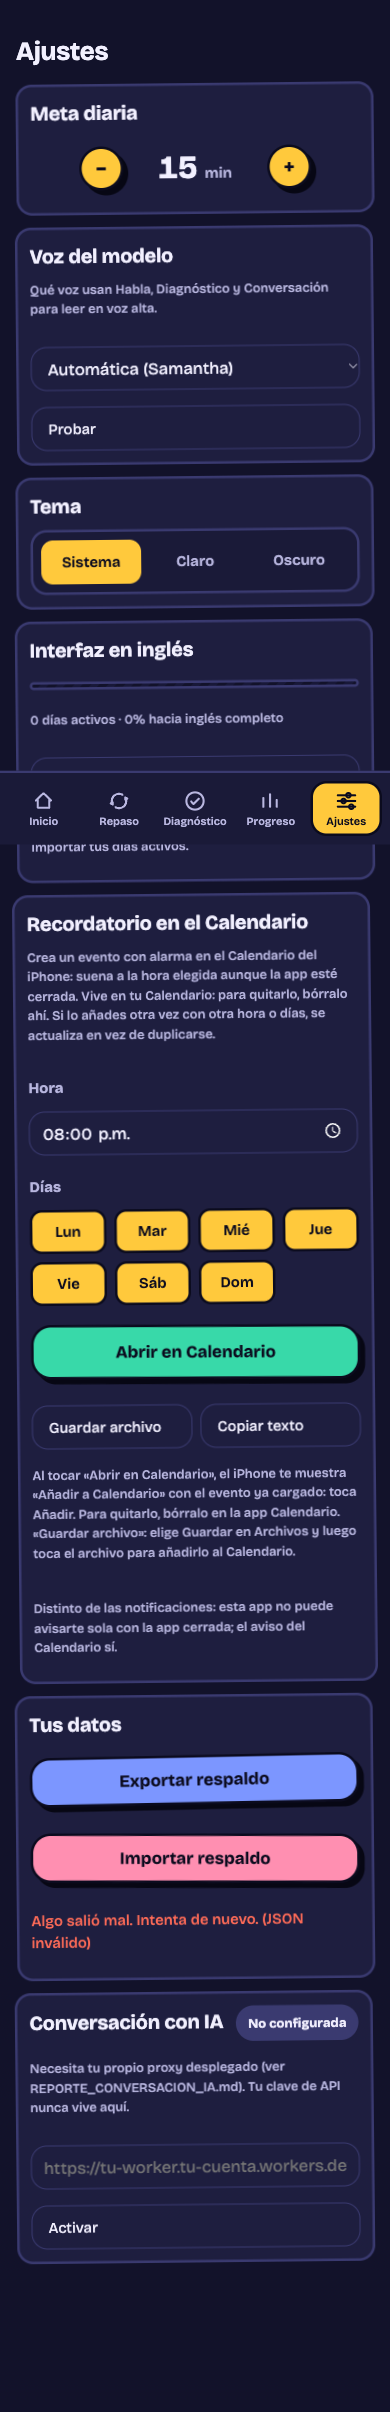 Ajustes
Meta diaria
−
15 min
+
Voz del modelo
Qué voz usan Habla, Diagnóstico y Conversación
para leer en voz alta.
Automática (Samantha)
Probar
Tema
Sistema
Claro
Oscuro
Interfaz en inglés
0 días activos · 0% hacia inglés completo
Inicio
Repaso
Diagnóstico
Progreso
Ajustes
importar tus días activos.
Recordatorio en el Calendario
Crea un evento con alarma en el Calendario del
iPhone: suena a la hora elegida aunque la app esté
cerrada. Vive en tu Calendario: para quitarlo, bórralo
ahí. Si lo añades otra vez con otra hora o días, se
actualiza en vez de duplicarse.
Hora
08:00 p.m.
Días
Lun
Mar
Mié
Jue
Vie
Sáb
Dom
Abrir en Calendario
Guardar archivo
Copiar texto
Al tocar «Abrir en Calendario», el iPhone te muestra
«Añadir a Calendario» con el evento ya cargado: toca
Añadir. Para quitarlo, bórralo en la app Calendario.
«Guardar archivo»: elige Guardar en Archivos y luego
toca el archivo para añadirlo al Calendario.
Distinto de las notificaciones: esta app no puede
avisarte sola con la app cerrada; el aviso del
Calendario sí.
Tus datos
Exportar respaldo
Importar respaldo
Algo salió mal. Intenta de nuevo. (JSON
inválido)
Conversación con IA
No configurada
Necesita tu propio proxy desplegado (ver
REPORTE_CONVERSACION_IA.md). Tu clave de API
nunca vive aquí.
https://tu-worker.tu-cuenta.workers.de
Activar